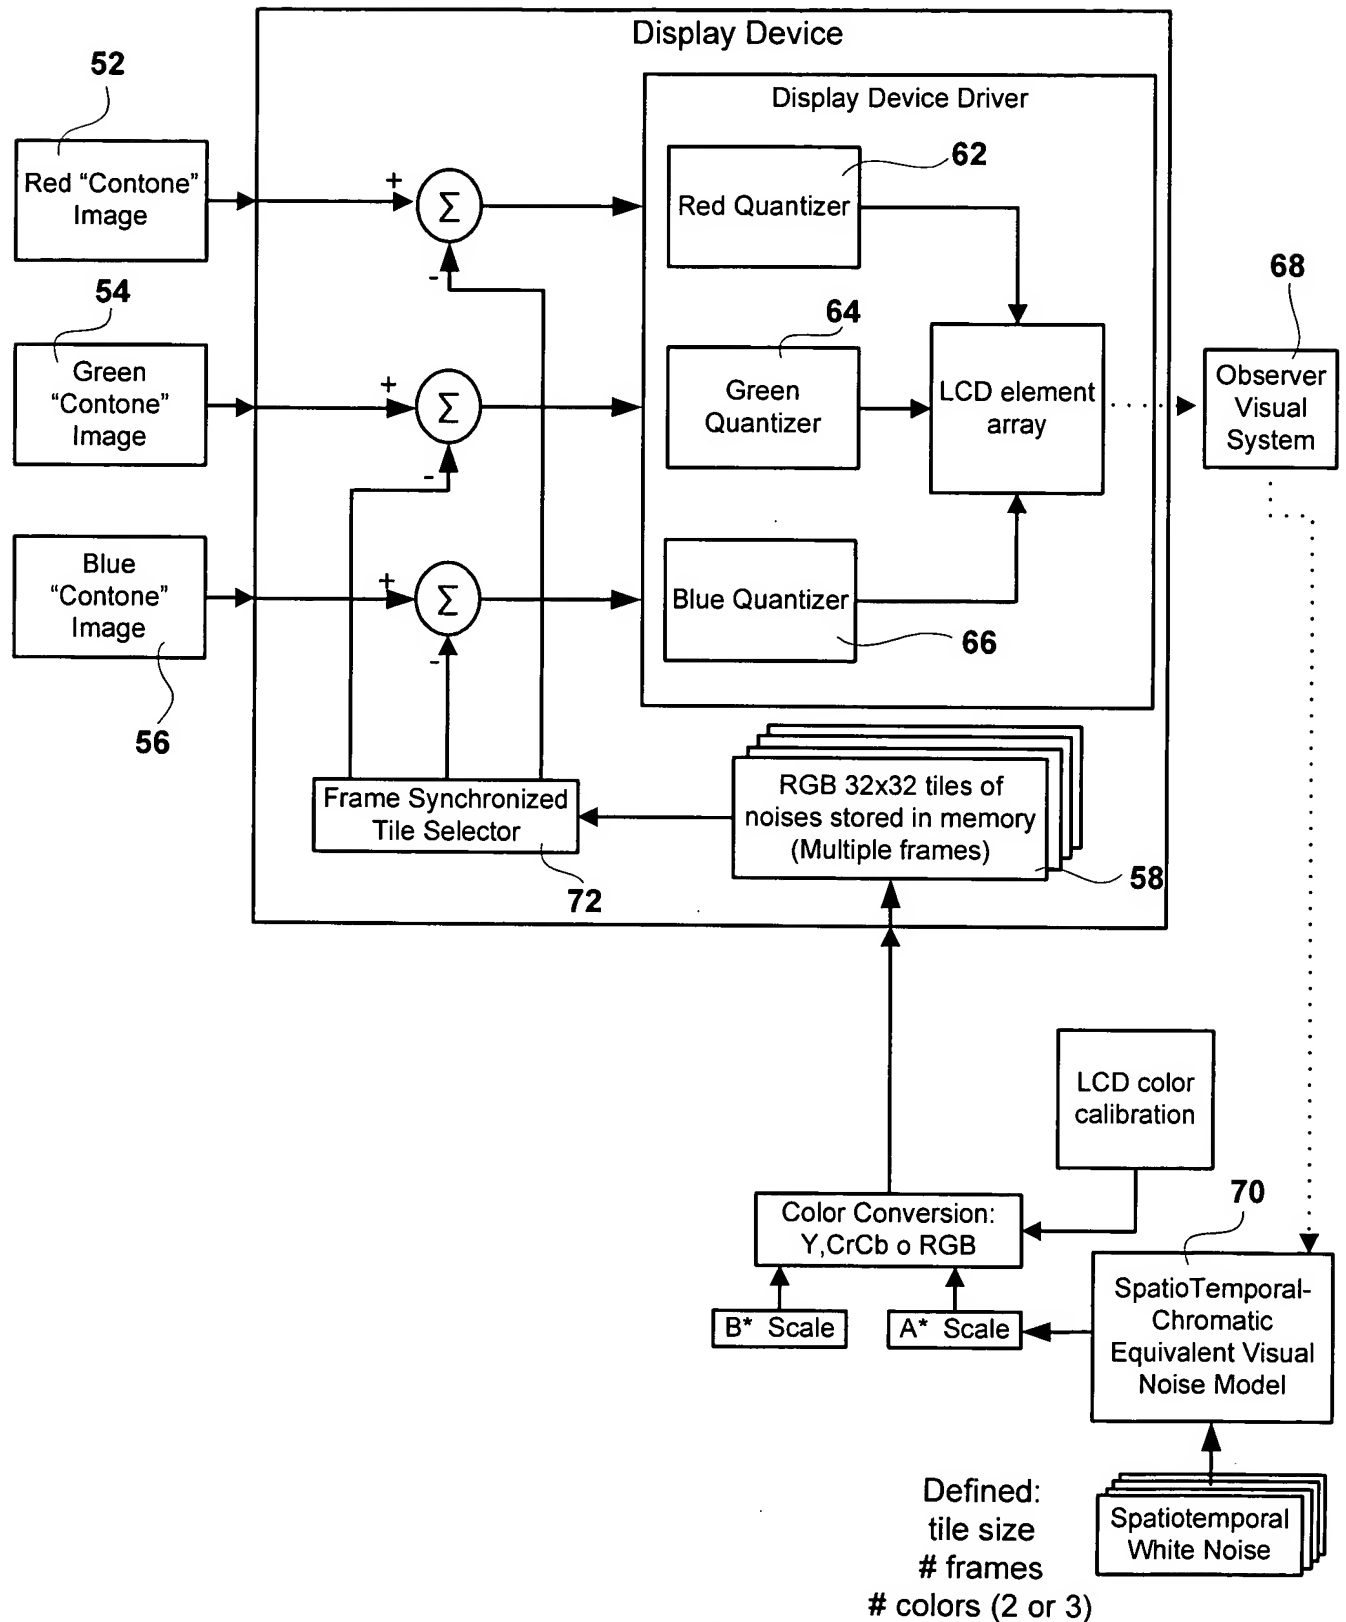 Display Device
52
Display Device Driver
Red “Contone”
Image
+
Σ
-
62
Red Quantizer
54
Green
“Contone”
Image
+
Σ
-
64
Green
Quantizer
LCD element
array
68
Observer
Visual
System
Blue
“Contone”
Image
56
+
Σ
-
Blue Quantizer
66
Frame Synchronized
Tile Selector
72
RGB 32x32 tiles of
noises stored in memory
(Multiple frames)
58
LCD color
calibration
Color Conversion:
Y,CrCb o RGB
B* Scale
A* Scale
70
SpatioTemporal-
Chromatic
Equivalent Visual
Noise Model
Defined:
tile size
# frames
# colors (2 or 3)
Spatiotemporal
White Noise